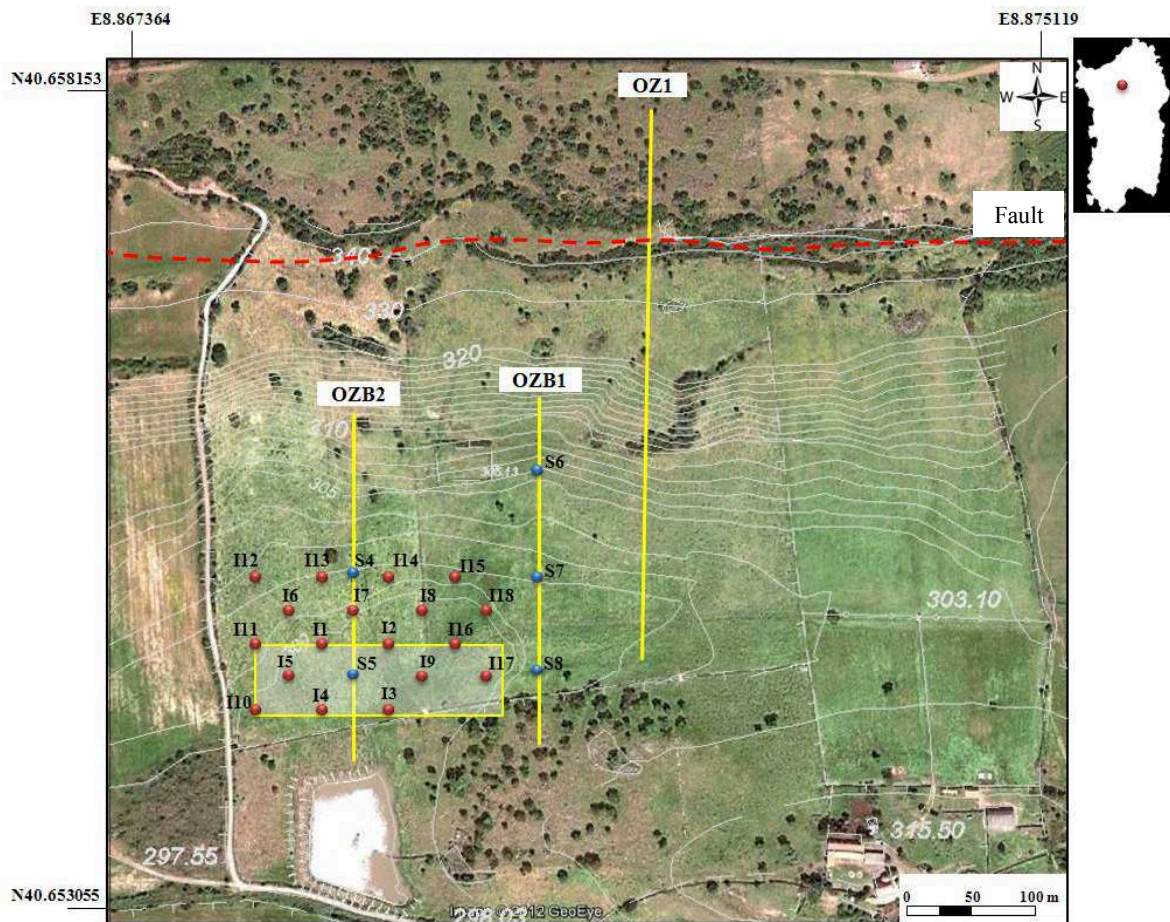 E8.867364
E8.875119
N40.658153
OZ1
N
W E
S
Fault
310
330
320
OZB2
OZB1
310
305
S6
I12
I13
S4
I14
I15
S7
I6
I7
I8
I18
303.10
I11
I1
I2
I16
I5
S5
I9
I17
S8
I10
I4
I3
297.55
315.50
0 50 100 m
N40.653055
© 2012 GeoEye